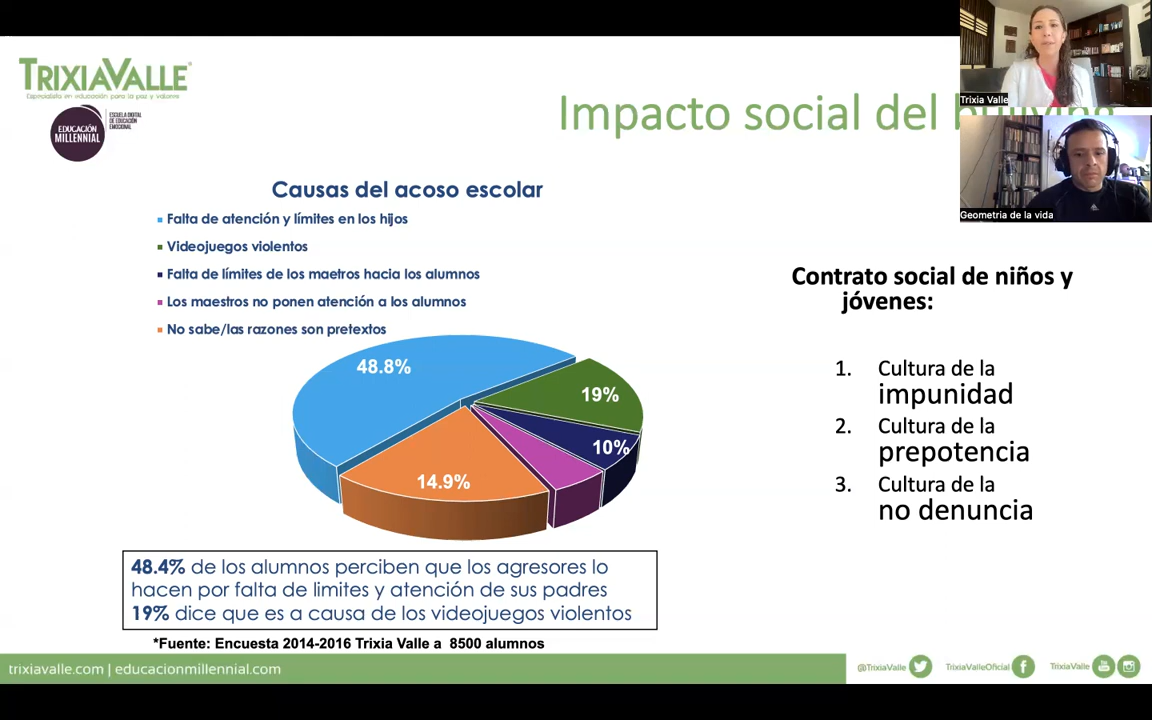 TRIXIAVALLE®
Especialista en educación para la paz y valores
EDUCACIÓN
MILLENNIAL
ESCUELA DIGITAL
DE EDUCACIÓN
EMOCIONAL
Impacto social del bullying
Trixia Valle
Geometria de la vida
Causas del acoso escolar
Falta de atención y límites en los hijos
Videojuegos violentos
Falta de límites de los maetros hacia los alumnos
Los maestros no ponen atención a los alumnos
No sabe/las razones son pretextos
48.8%
19%
10%
14.9%
Contrato social de niños y
jóvenes:
1. Cultura de la
impunidad
2. Cultura de la
prepotencia
3. Cultura de la
no denuncia
48.4% de los alumnos perciben que los agresores lo
hacen por falta de limites y atención de sus padres
19% dice que es a causa de los videojuegos violentos
*Fuente: Encuesta 2014-2016 Trixia Valle a 8500 alumnos
trixiavalle.com | educacionmillennial.com
@TrixiaValle
TrixiaValleOficial
TrixiaValle